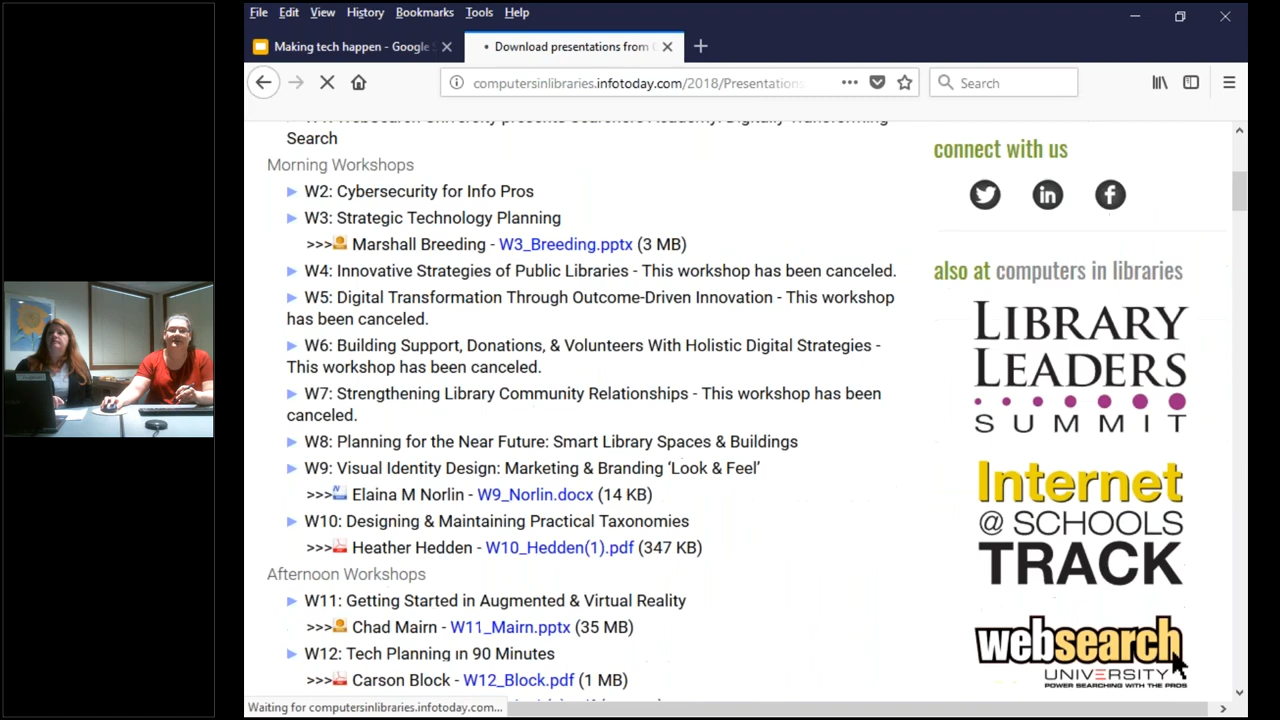 File Edit View History Bookmarks Tools Help
Making tech happen - Google S
Download presentations from C
computersinlibraries.infotoday.com/2018/Presentations
Search
Search
Morning Workshops
W2: Cybersecurity for Info Pros
W3: Strategic Technology Planning
>>> Marshall Breeding - W3_Breeding.pptx (3 MB)
W4: Innovative Strategies of Public Libraries - This workshop has been canceled.
W5: Digital Transformation Through Outcome-Driven Innovation - This workshop
has been canceled.
W6: Building Support, Donations, & Volunteers With Holistic Digital Strategies -
This workshop has been canceled.
W7: Strengthening Library Community Relationships - This workshop has been
canceled.
W8: Planning for the Near Future: Smart Library Spaces & Buildings
W9: Visual Identity Design: Marketing & Branding ‘Look & Feel’
>>> Elaina M Norlin - W9_Norlin.docx (14 KB)
W10: Designing & Maintaining Practical Taxonomies
>>> Heather Hedden - W10_Hedden(1).pdf (347 KB)
Afternoon Workshops
W11: Getting Started in Augmented & Virtual Reality
>>> Chad Mairn - W11_Mairn.pptx (35 MB)
W12: Tech Planning in 90 Minutes
>>> Carson Block - W12_Block.pdf (1 MB)
connect with us
also at computers in libraries
LIBRARY
LEADERS
SUMMIT
Internet
@ SCHOOLS
TRACK
websearch
UNIVERSITY
POWER SEARCHING WITH THE PROS
Waiting for computersinlibraries.infotoday.com...